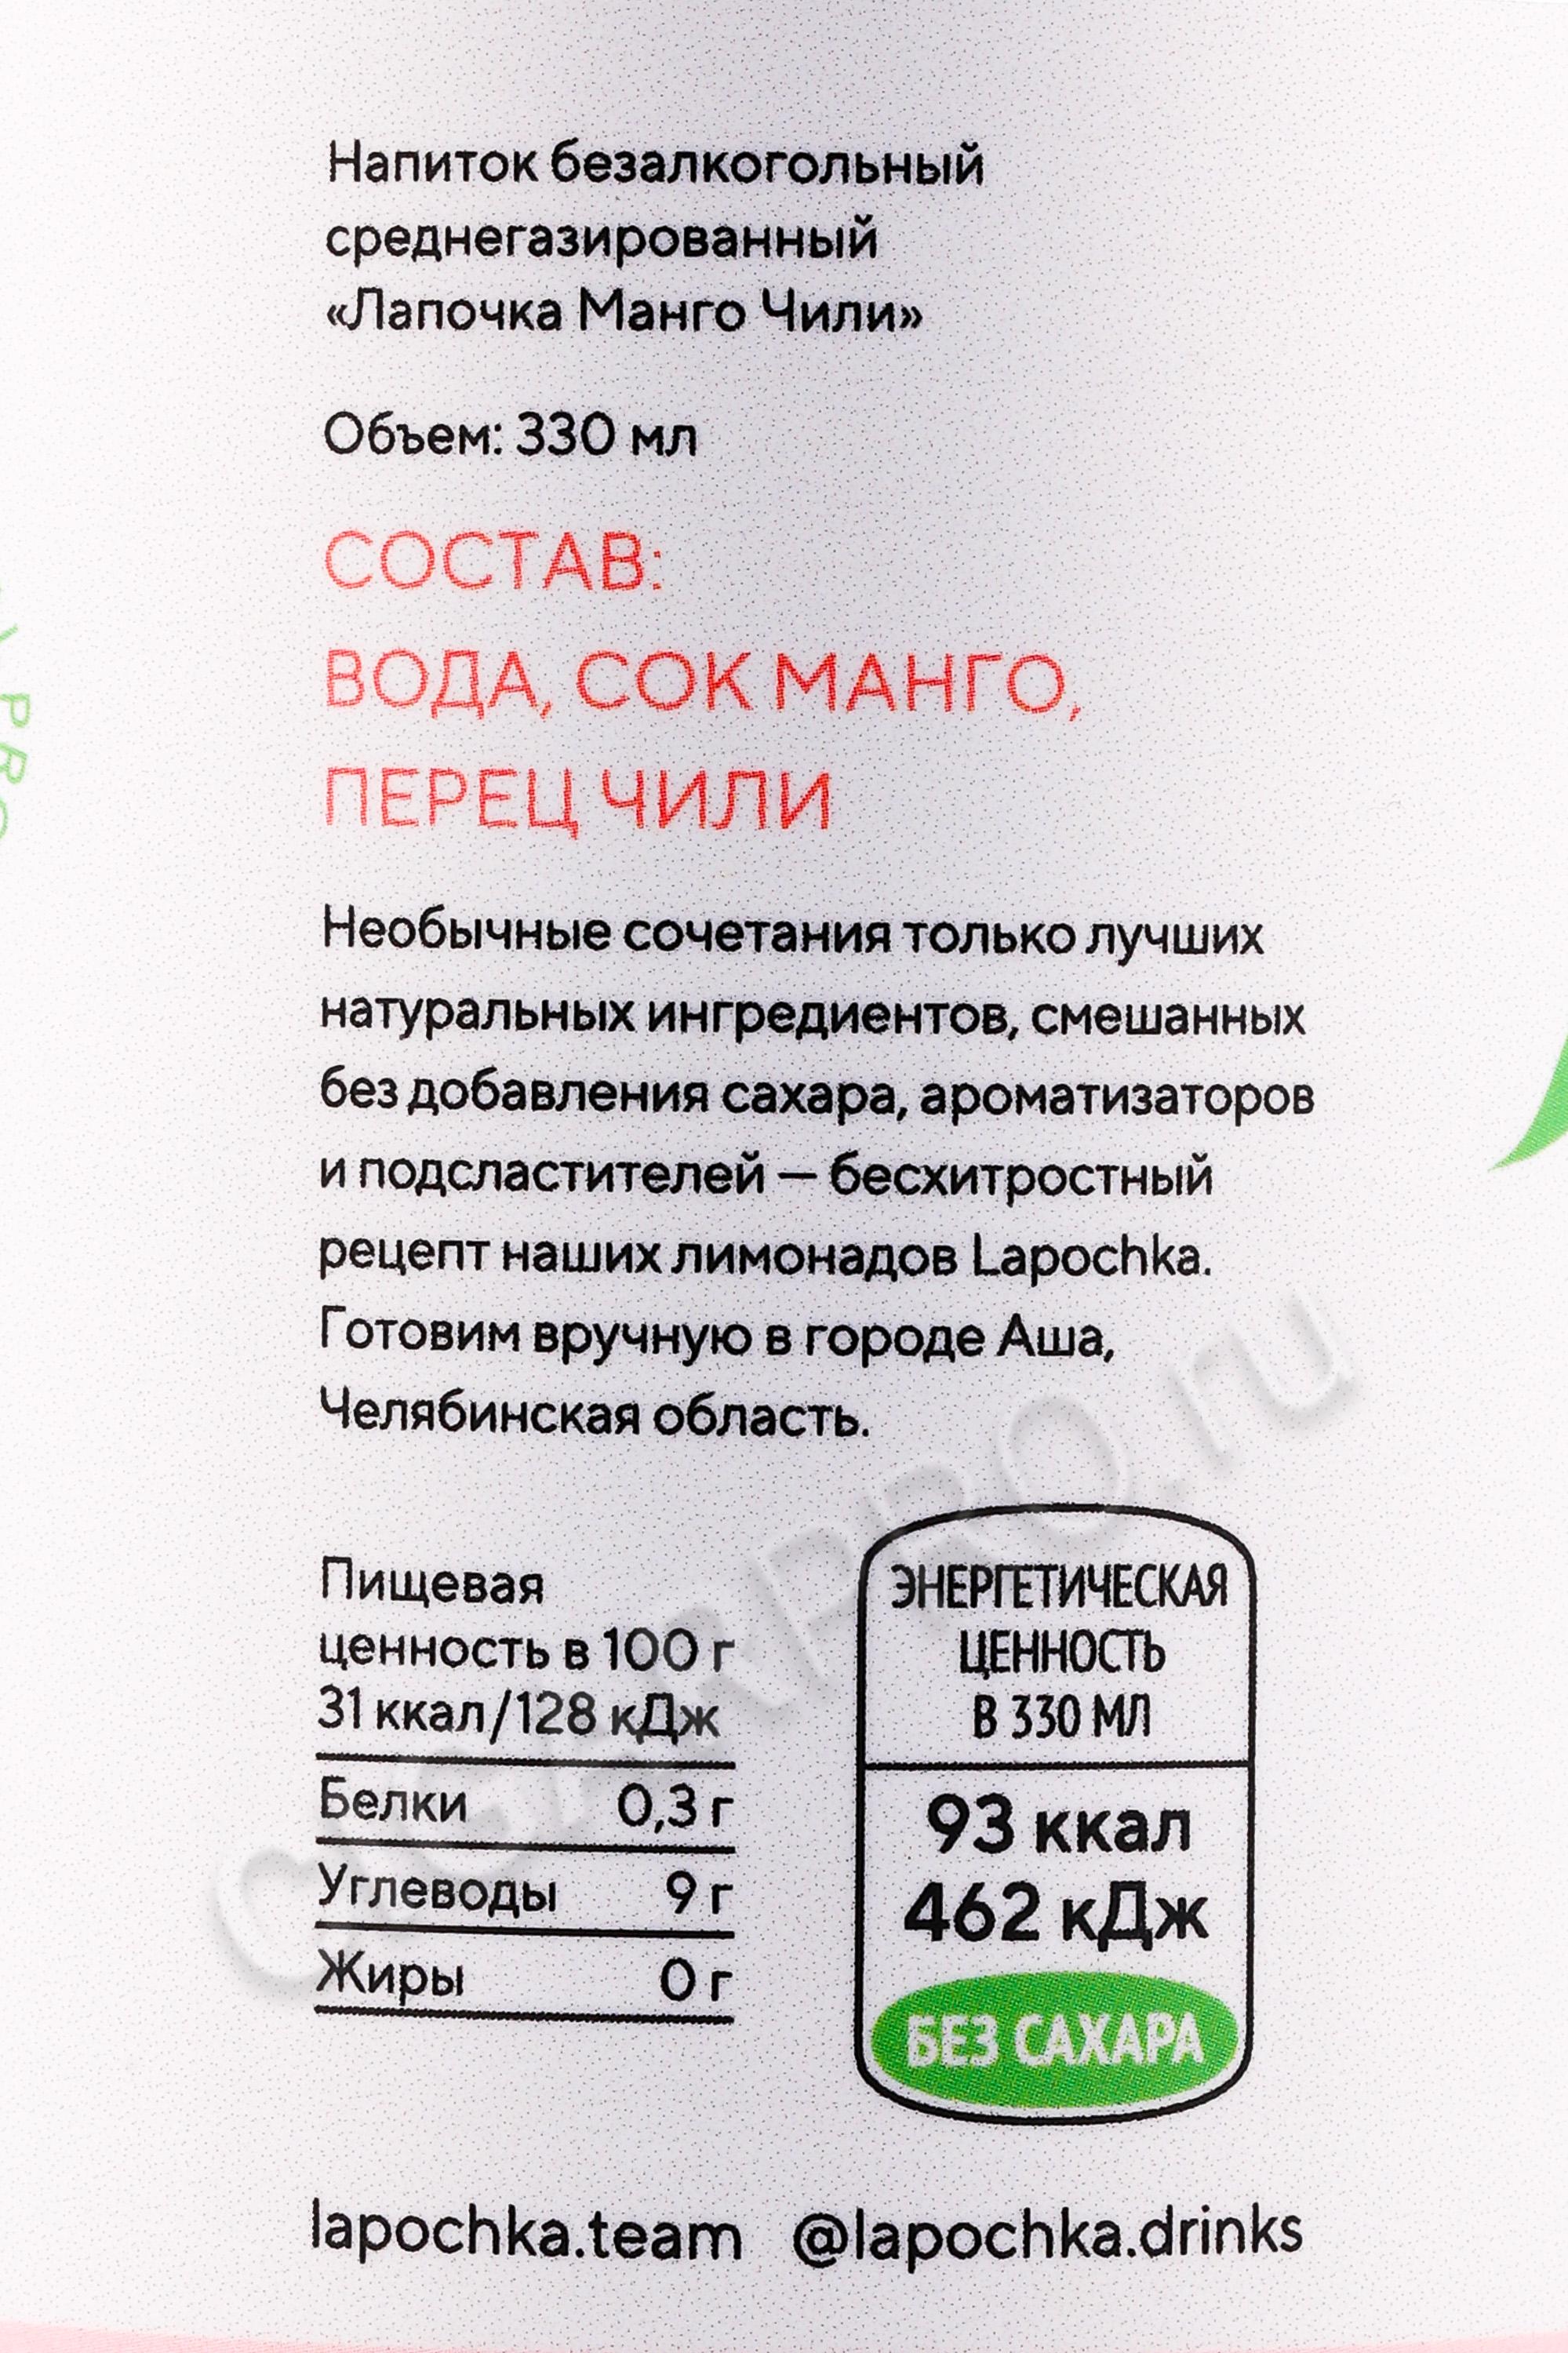 Напиток безалкогольный
среднегазированный
«Лапочка Манго Чили»
Объем: 330 мл
СОСТАВ:
ВОДА, СОК МАНГО,
ПЕРЕЦ ЧИЛИ
Необычные сочетания только лучших
натуральных ингредиентов, смешанных
без добавления сахара, ароматизаторов
и подсластителей — бесхитростный
рецепт наших лимонадов Lapochka.
Готовим вручную в городе Аша,
Челябинская область.
Пищевая
ценность в 100 г
31 ккал/128 кДж
Белки 0,3 г
Углеводы 9 г
Жиры 0 г
ЭНЕРГЕТИЧЕСКАЯ
ЦЕННОСТЬ
В 330 МЛ
93 ккал
462 кДж
БЕЗ САХАРА
lapochka.team @lapochka.drinks